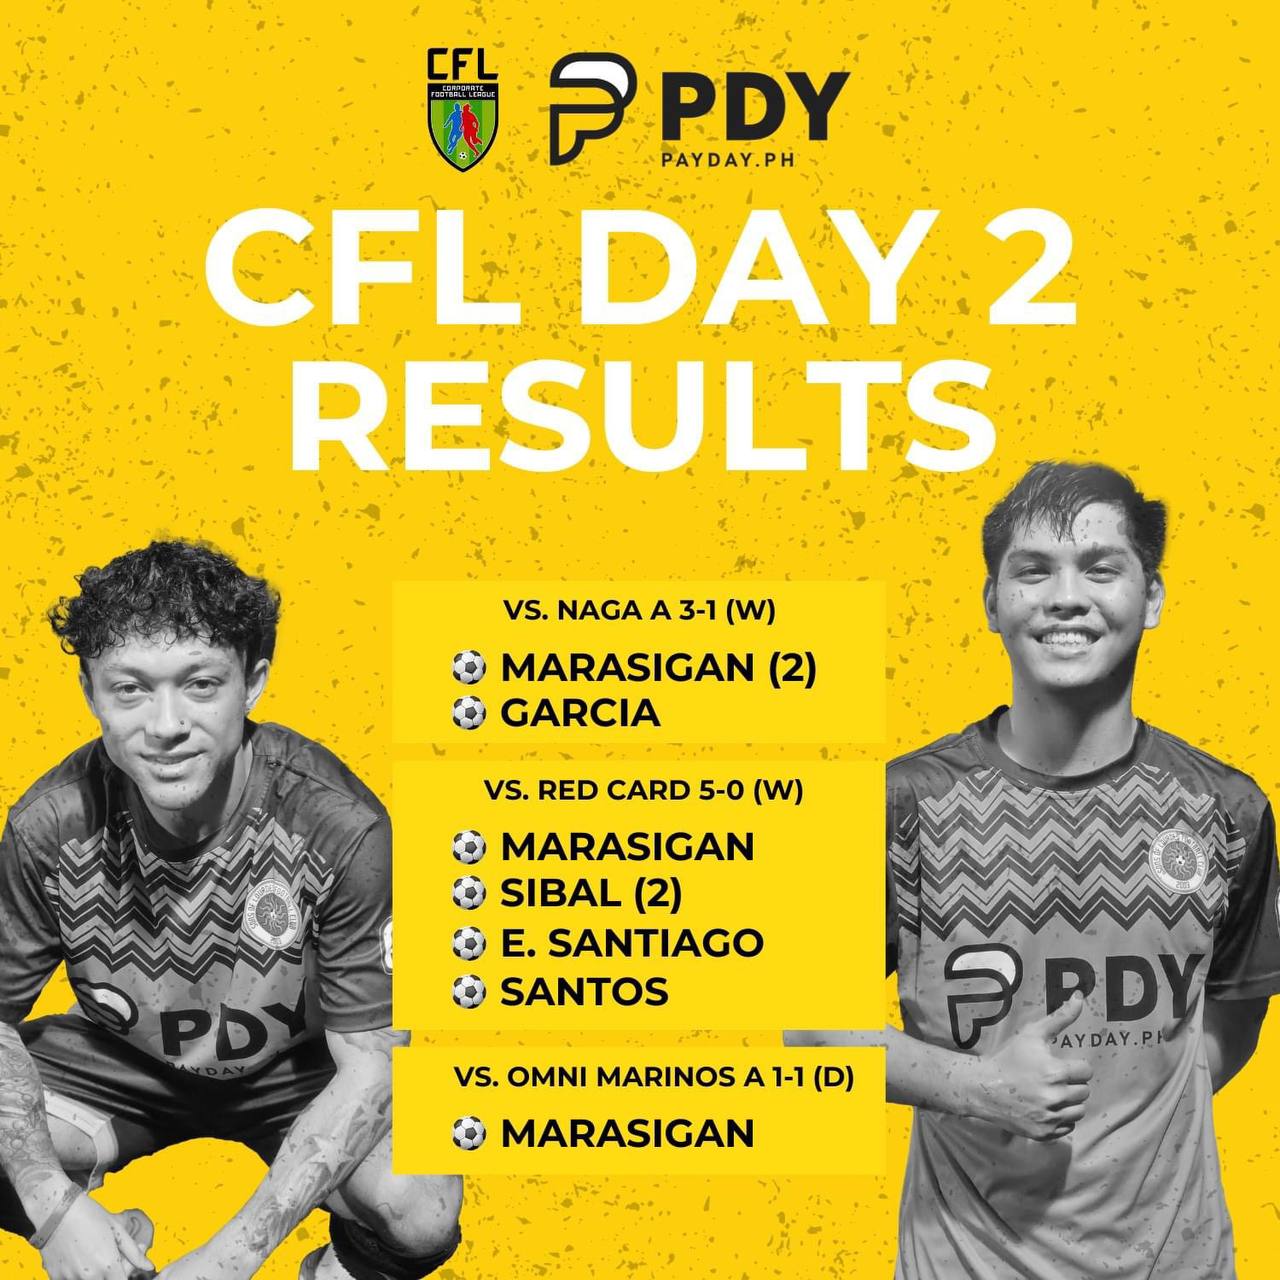 CFL
CORPORATE
FOOTBALL LEAGUE
PDY
PAYDAY.PH
CFL DAY 2
RESULTS
VS. NAGA A 3-1 (W)
MARASIGAN (2)
GARCIA
VS. RED CARD 5-0 (W)
MARASIGAN
SIBAL (2)
E. SANTIAGO
SANTOS
VS. OMNI MARINOS A 1-1 (D)
MARASIGAN
PDY
PAYDAY
PDY
PAYDAY.PH